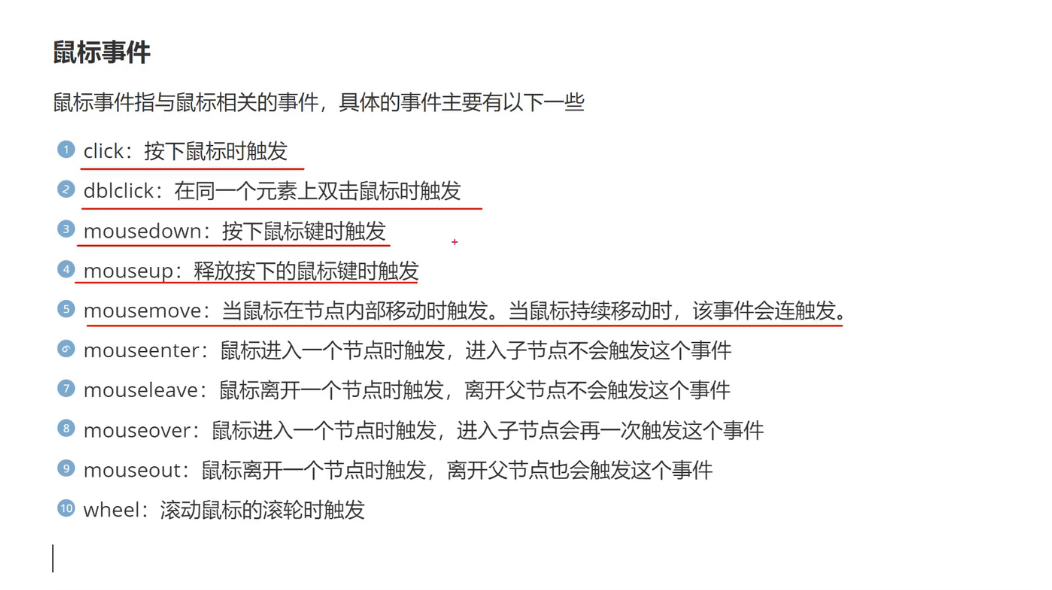 鼠标事件
鼠标事件指与鼠标相关的事件，具体的事件主要有以下一些
1 click：按下鼠标时触发
2 dblclick：在同一个元素上双击鼠标时触发
3 mousedown：按下鼠标键时触发
4 mouseup：释放按下的鼠标键时触发
5 mousemove：当鼠标在节点内部移动时触发。当鼠标持续移动时，该事件会连触发。
6 mouseenter：鼠标进入一个节点时触发，进入子节点不会触发这个事件
7 mouseleave：鼠标离开一个节点时触发，离开父节点不会触发这个事件
8 mouseover：鼠标进入一个节点时触发，进入子节点会再一次触发这个事件
9 mouseout：鼠标离开一个节点时触发，离开父节点也会触发这个事件
10 wheel：滚动鼠标的滚轮时触发